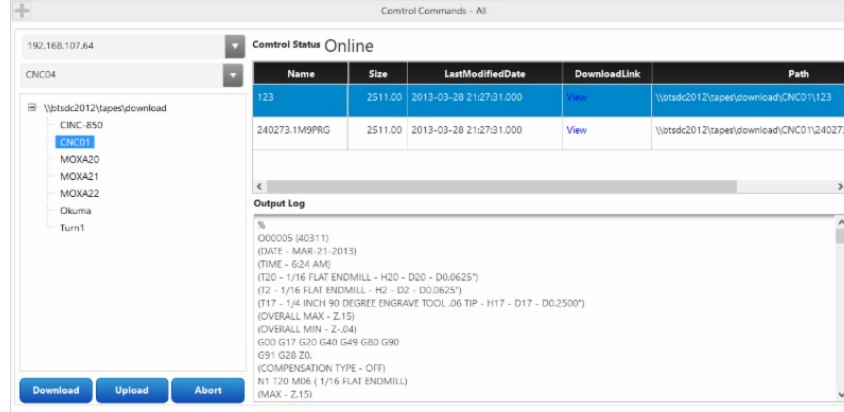 Comtrol Commands - All
192.168.107.64
CNC04
\\btsdc2012\tapes\download
CINC-850
CNC01
MOXA20
MOXA21
MOXA22
Okuma
Turn1
Download Upload Abort
Comtrol Status Online
Name Size LastModifiedDate DownloadLink Path
123 2511.00 2013-03-28 21:27:31.000 View \\btsdc2012\tapes\download\CNC01\123
240273.1M9PRG 2511.00 2013-03-28 21:27:31.000 View \\btsdc2012\tapes\download\CNC01\240273
Output Log
%
O00005 (40311)
(DATE - MAR-21-2013)
(TIME - 6:24 AM)
(T20 - 1/16 FLAT ENDMILL - H20 - D20 - D0.0625")
(T2 - 1/16 FLAT ENDMILL - H2 - D2 - D0.0625")
(T17 - 1/4 INCH 90 DEGREE ENGRAVE TOOL .06 TIP - H17 - D17 - D0.2500")
(OVERALL MAX - Z.15)
(OVERALL MIN - Z-.04)
G00 G17 G20 G40 G49 G80 G90
G91 G28 Z0.
(COMPENSATION TYPE - OFF)
N1 T20 M06 ( 1/16 FLAT ENDMILL)
(MAX - Z.15)